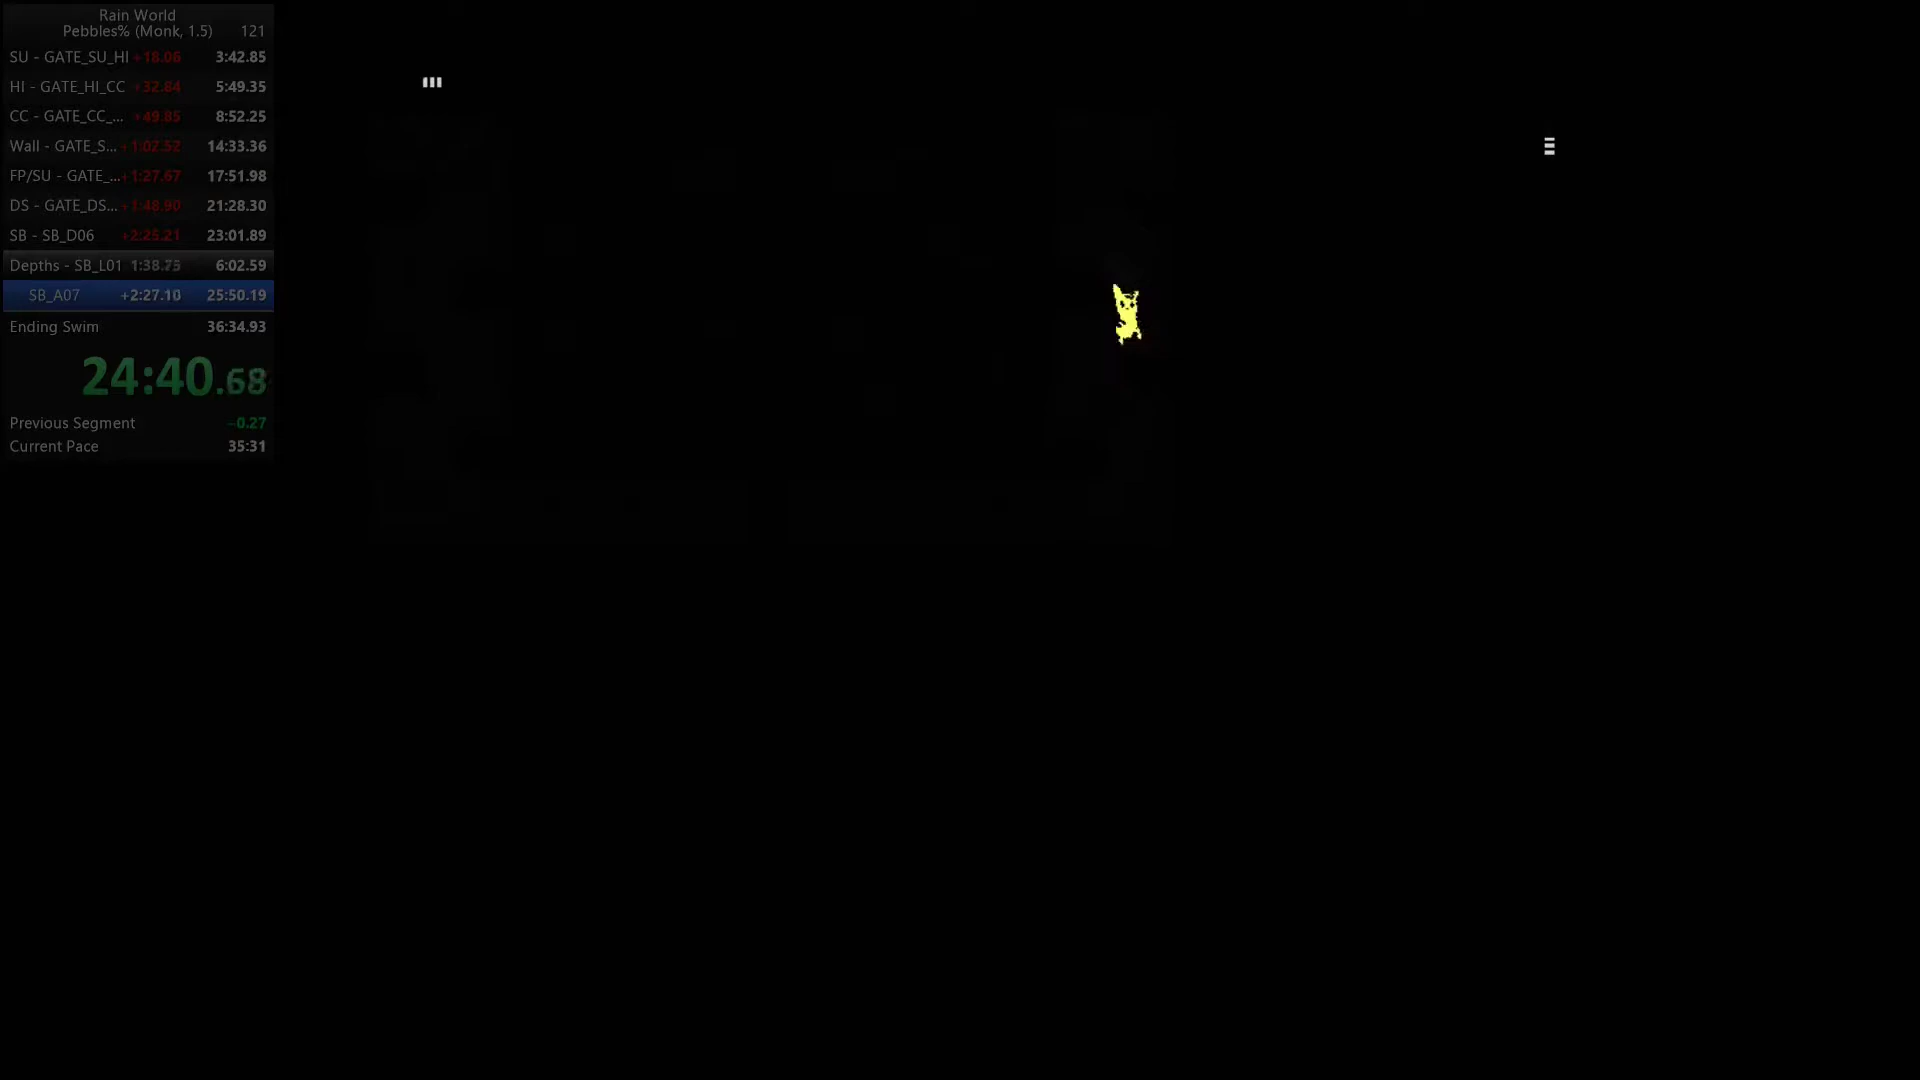 Rain World
Pebbles% (Monk, 1.5) 121
SU - GATE_SU_HI +18.06 3:42.85
HI - GATE_HI_CC +32.84 5:49.35
CC - GATE_CC_... +49.85 8:52.25
Wall - GATE_S... +1:02.52 14:33.36
FP/SU - GATE_... +1:27.67 17:51.98
DS - GATE_DS... +1:48.90 21:28.30
SB - SB_D06 +2:25.21 23:01.89
Depths - SB_L01 1:38.75 6:02.59
SB_A07 +2:27.10 25:50.19
Ending Swim 36:34.93
24:40.68
Previous Segment −0.27
Current Pace 35:31